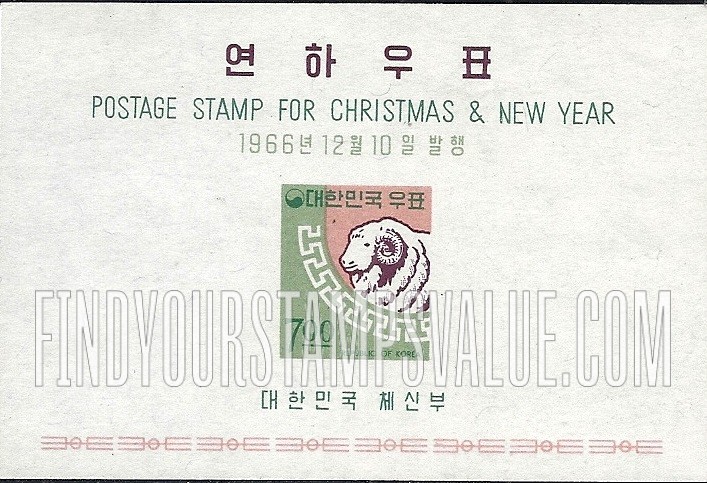 연하우표
POSTAGE STAMP FOR CHRISTMAS & NEW YEAR
1966년 12월 10일 발행
대한민국 우표
7.00
REPUBLIC OF KOREA
FINDYOURSTAMPSVALUE.COM
대한민국 체신부